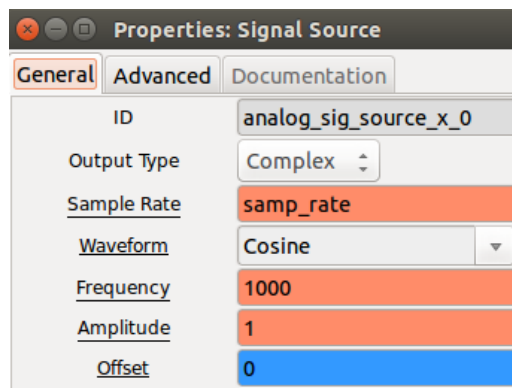 Properties: Signal Source
General Advanced Documentation
ID analog_sig_source_x_0
Output Type Complex
Sample Rate samp_rate
Waveform Cosine
Frequency 1000
Amplitude 1
Offset 0